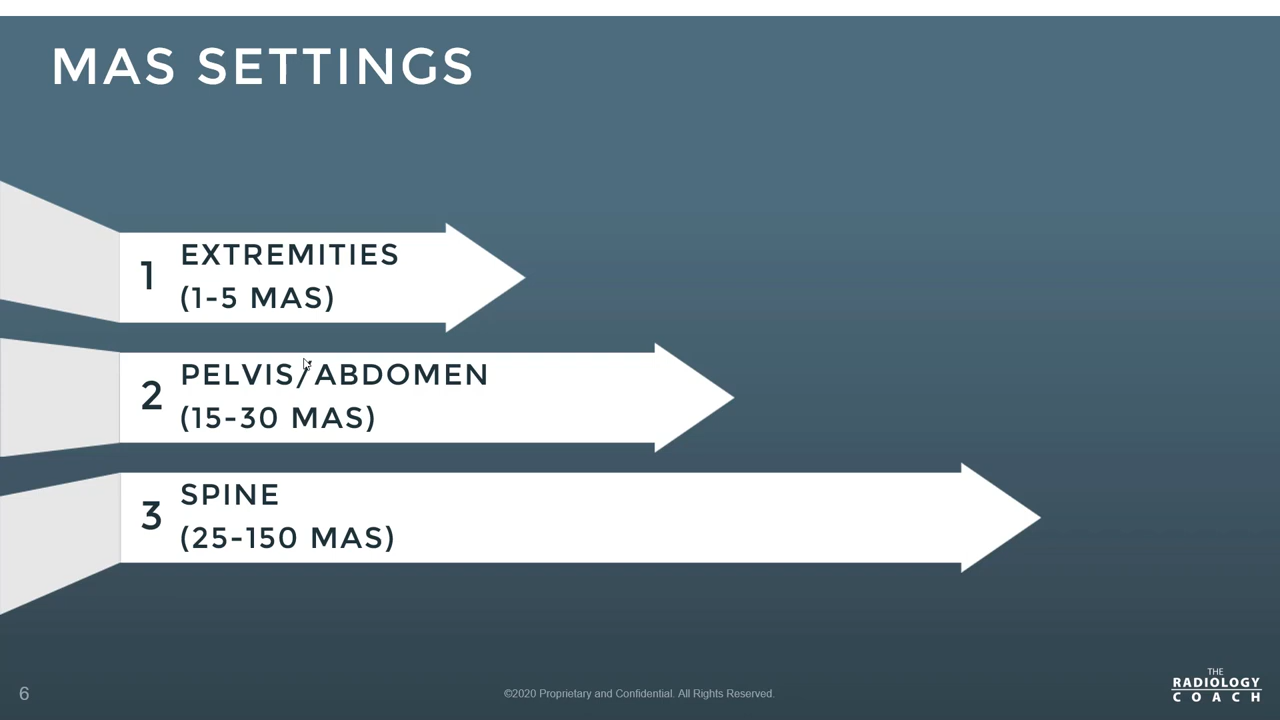 MAS SETTINGS
1
EXTREMITIES
(1-5 MAS)
2
PELVIS/ABDOMEN
(15-30 MAS)
3
SPINE
(25-150 MAS)
6
©2020 Proprietary and Confidential. All Rights Reserved.
THE
RADIOLOGY
COACH